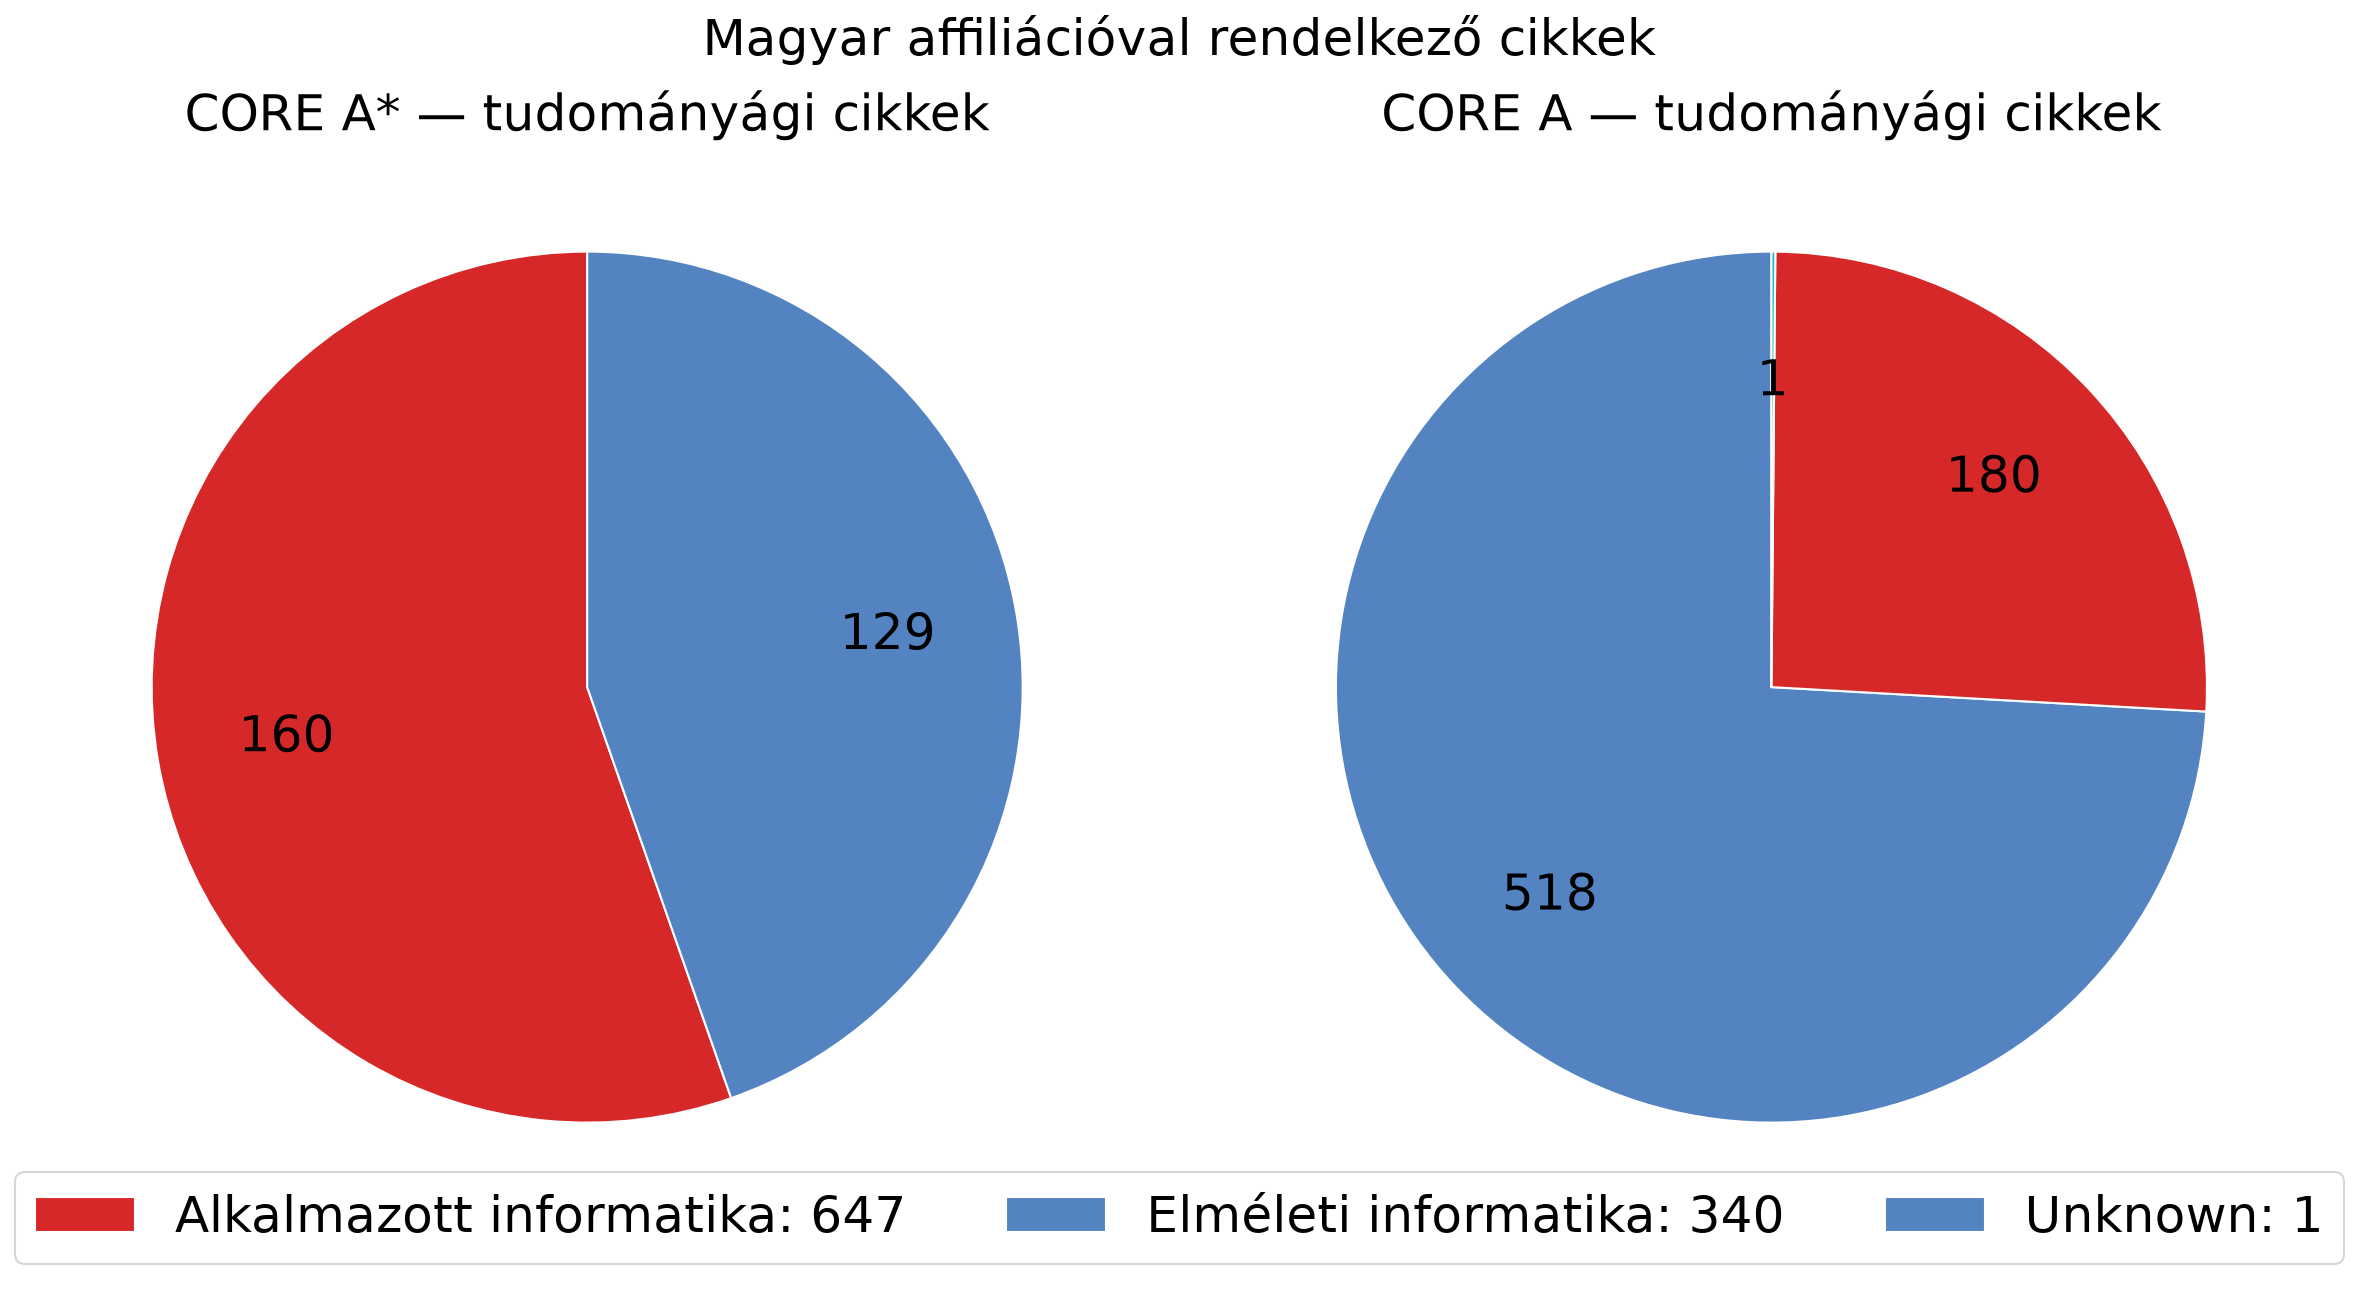 Magyar affiliációval rendelkező cikkek
CORE A* — tudományági cikkek
CORE A — tudományági cikkek
129
160
1
180
518
Alkalmazott informatika: 647
Elméleti informatika: 340
Unknown: 1